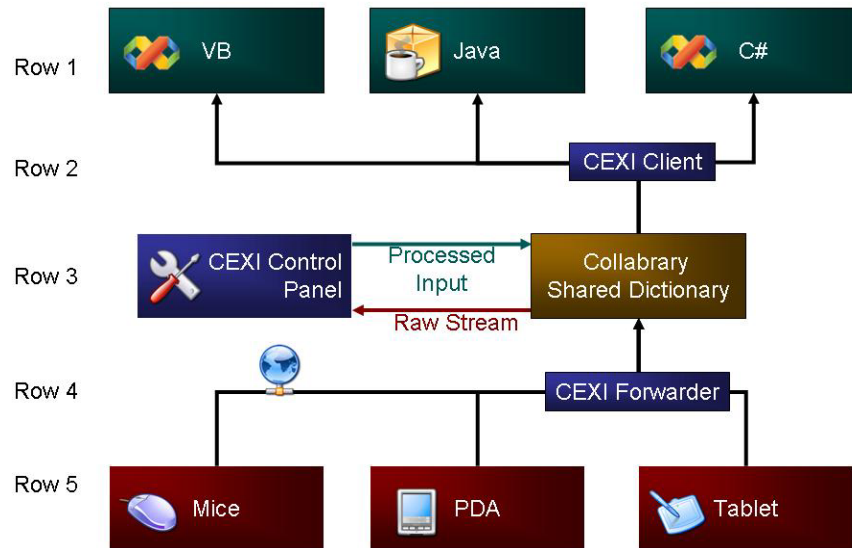 Row 1
VB
Java
C#
Row 2
CEXI Client
Row 3
CEXI Control
Panel
Processed
Input
Raw Stream
Collabrary
Shared Dictionary
Row 4
CEXI Forwarder
Row 5
Mice
PDA
Tablet